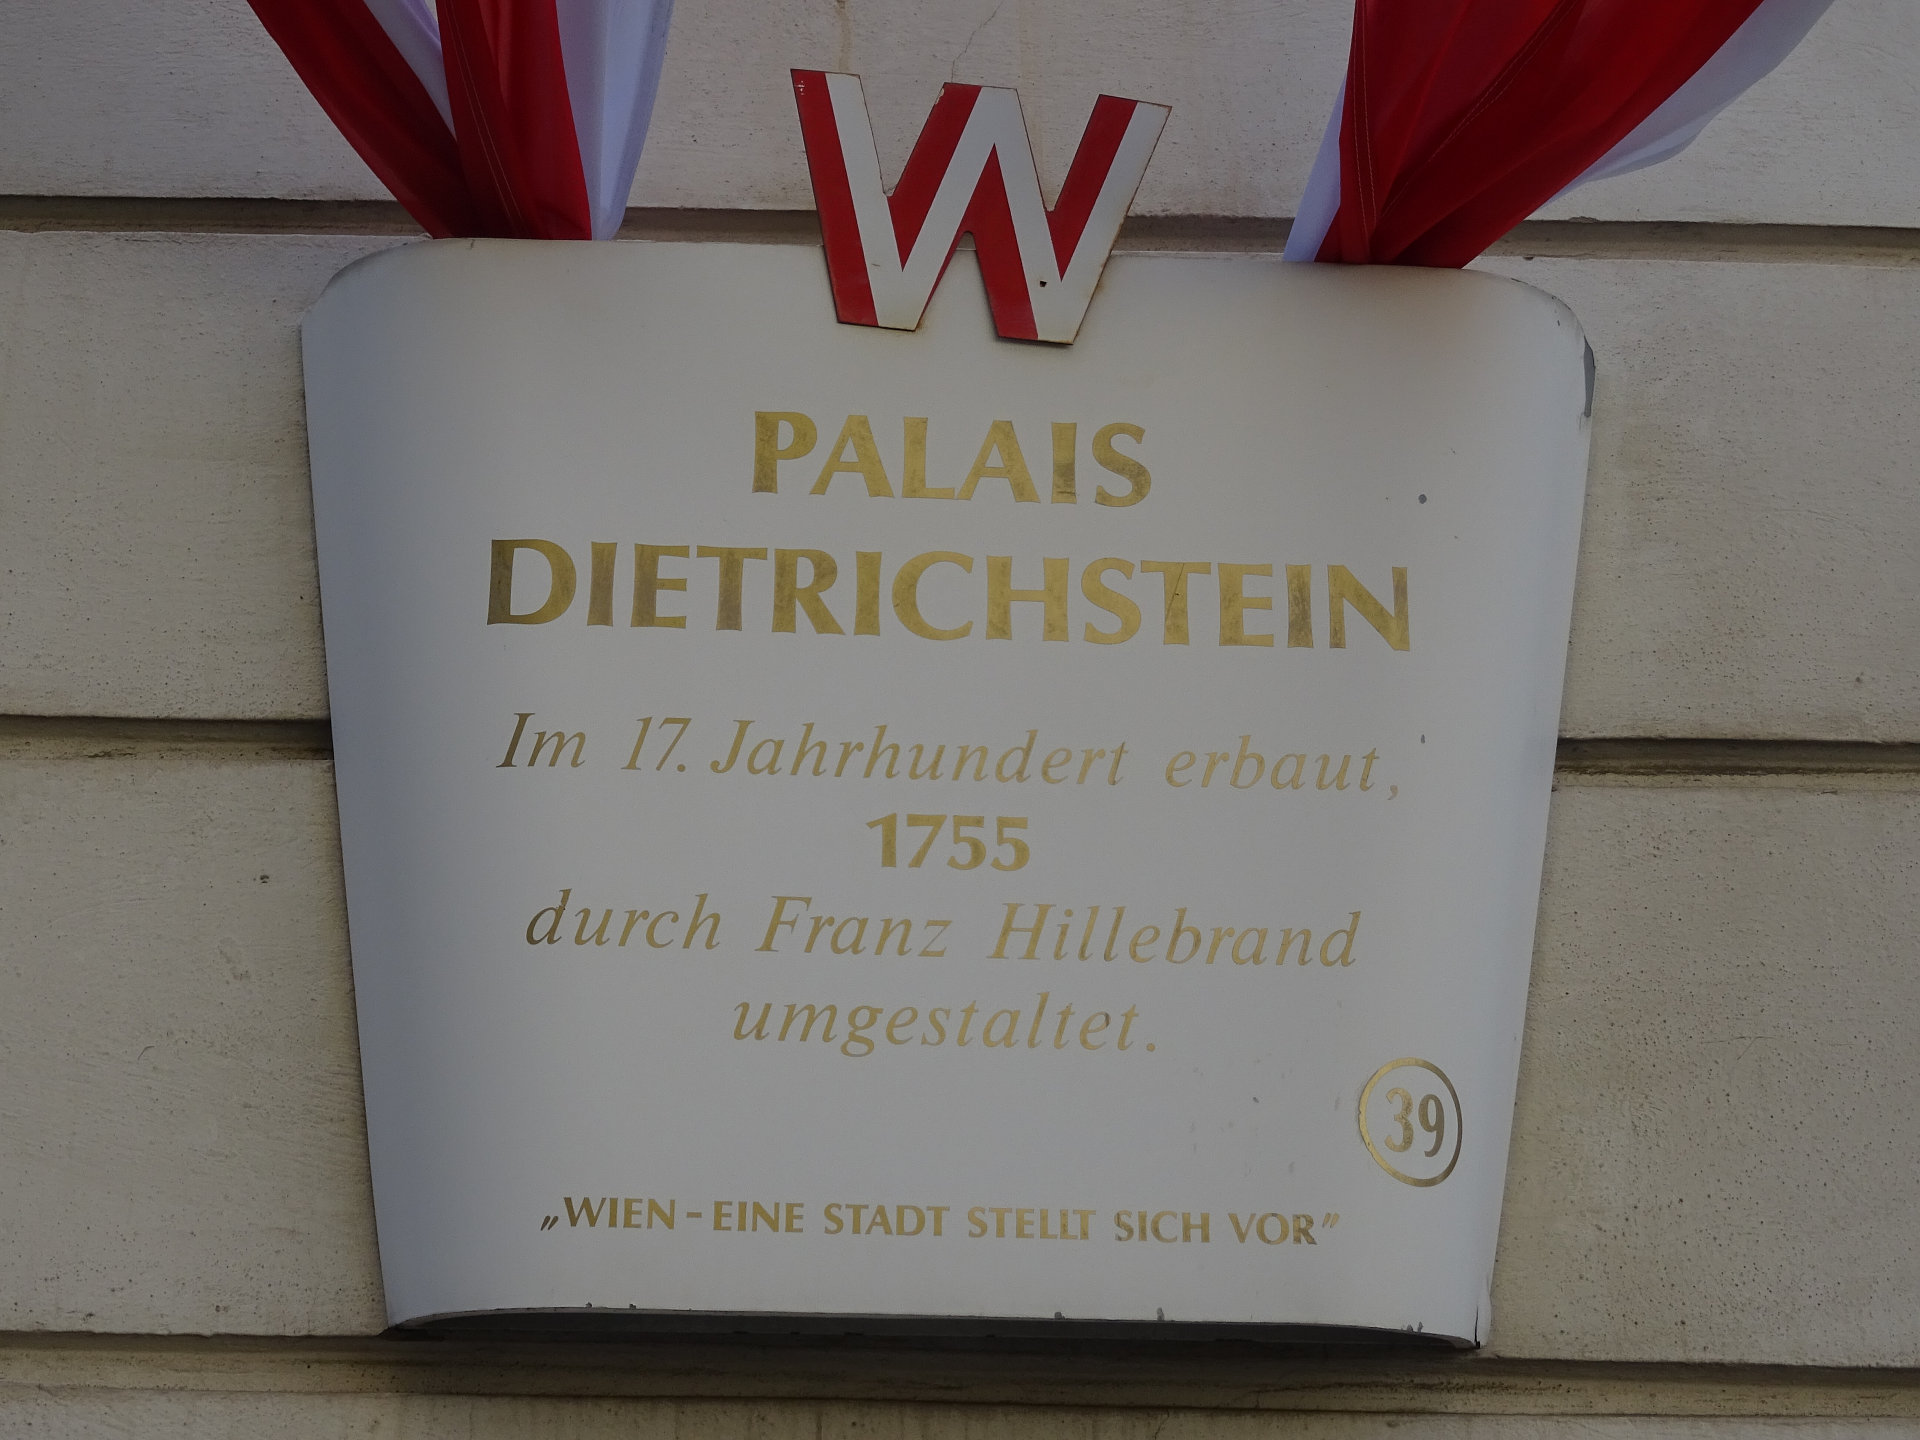 W
PALAIS
DIETRICHSTEIN
Im 17. Jahrhundert erbaut,
1755
durch Franz Hillebrand
umgestaltet.
39
„WIEN - EINE STADT STELLT SICH VOR”